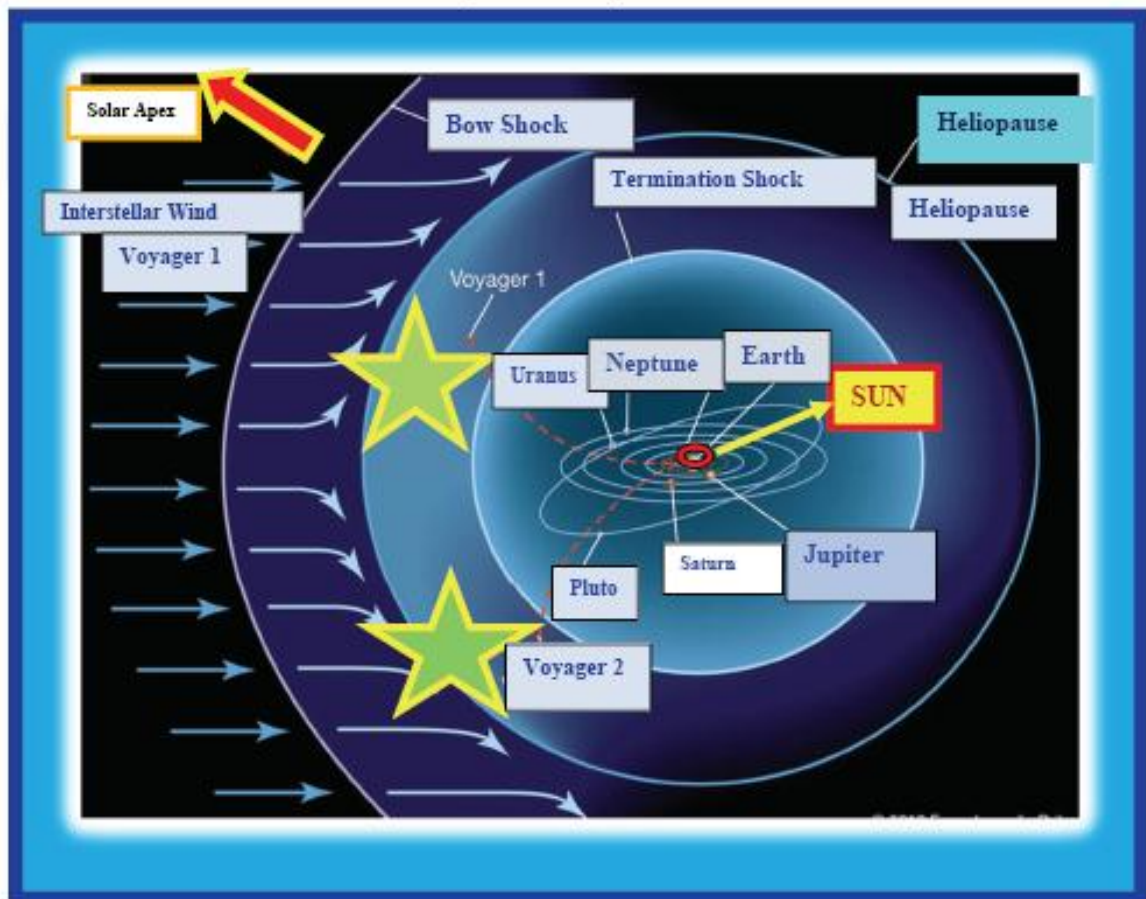 Solar Apex
Bow Shock
Heliopause
Termination Shock
Interstellar Wind
Heliopause
Voyager 1
Voyager 1
Uranus
Neptune
Earth
SUN
Saturn
Jupiter
Pluto
Voyager 2